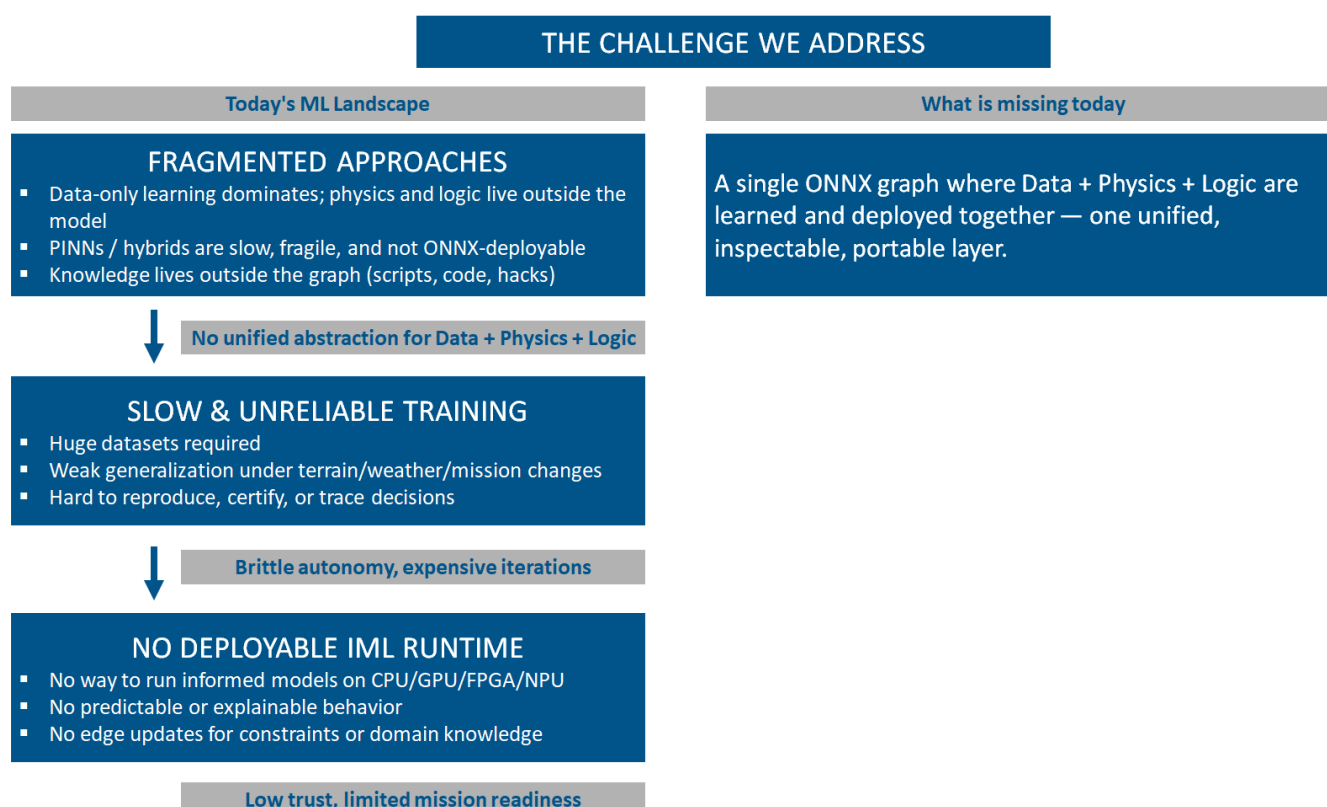 THE CHALLENGE WE ADDRESS
Today's ML Landscape
FRAGMENTED APPROACHES
▪ Data-only learning dominates; physics and logic live outside the
model
▪ PINNs / hybrids are slow, fragile, and not ONNX-deployable
▪ Knowledge lives outside the graph (scripts, code, hacks)
No unified abstraction for Data + Physics + Logic
SLOW & UNRELIABLE TRAINING
▪ Huge datasets required
▪ Weak generalization under terrain/weather/mission changes
▪ Hard to reproduce, certify, or trace decisions
Brittle autonomy, expensive iterations
NO DEPLOYABLE IML RUNTIME
▪ No way to run informed models on CPU/GPU/FPGA/NPU
▪ No predictable or explainable behavior
▪ No edge updates for constraints or domain knowledge
Low trust, limited mission readiness
What is missing today
A single ONNX graph where Data + Physics + Logic are
learned and deployed together — one unified,
inspectable, portable layer.